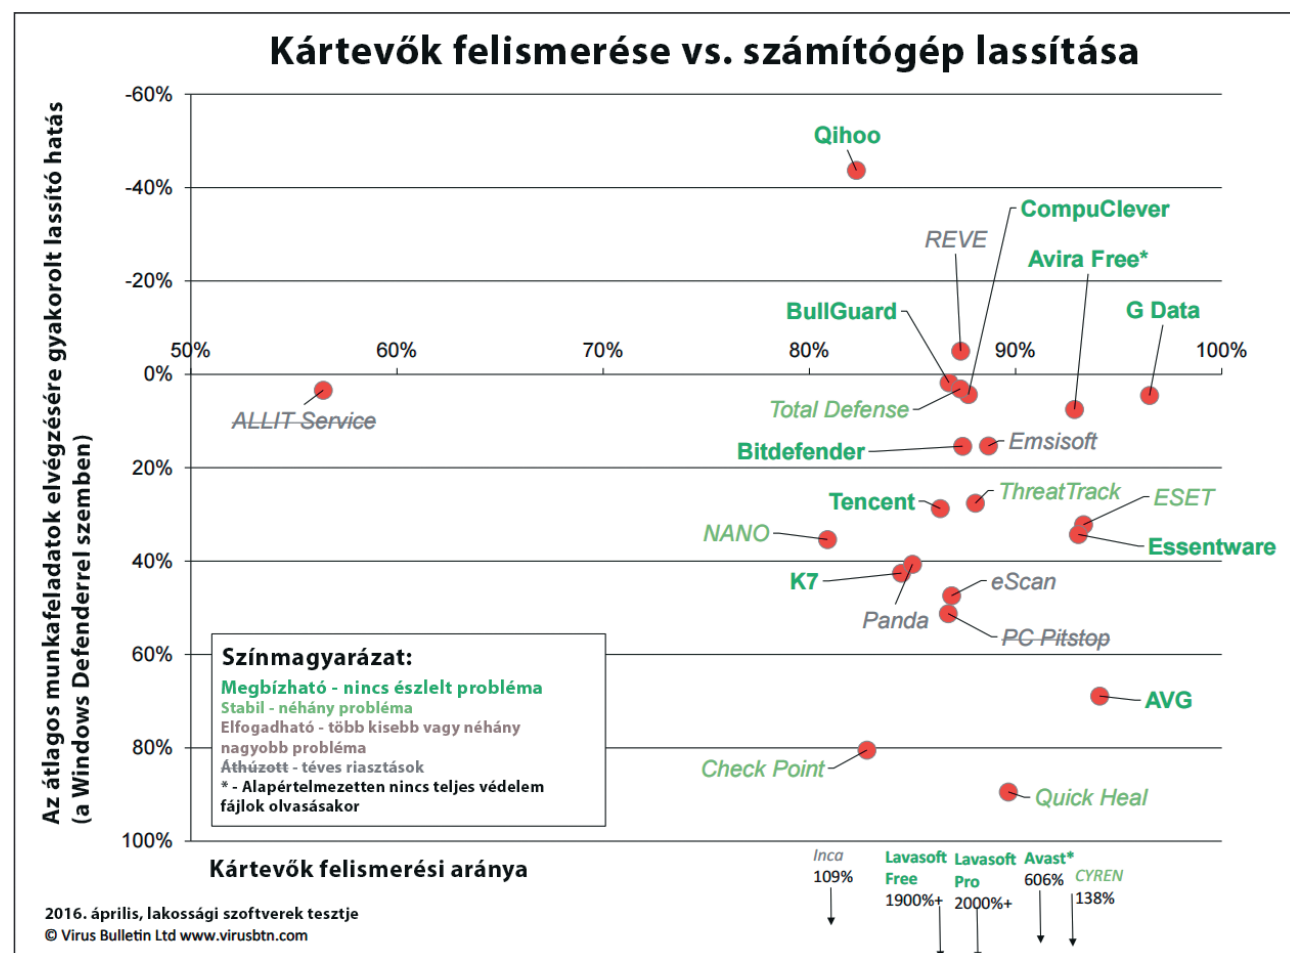 Kártevők felismerése vs. számítógép lassítása
Az átlagos munkafeladatok elvégzésére gyakorolt lassító hatás
(a Windows Defenderrel szemben)
-60%
-40%
-20%
0%
20%
40%
60%
80%
100%
50%
60%
70%
80%
90%
100%
Qihoo
CompuClever
REVE
Avira Free*
BullGuard
G Data
ALLIT Service
Total Defense
Bitdefender
Emsisoft
Tencent
ThreatTrack
ESET
NANO
Essentware
K7
eScan
Panda
PC Pitstop
AVG
Check Point
Quick Heal
Színmagyarázat:
Megbízható - nincs észlelt probléma
Stabil - néhány probléma
Elfogadható - több kisebb vagy néhány
nagyobb probléma
Áthúzott - téves riasztások
* - Alapértelmezetten nincs teljes védelem
fájlok olvasásakor
Kártevők felismerési aránya
Inca
109%
Lavasoft
Free
1900%+
Lavasoft
Pro
2000%+
Avast*
606%
CYREN
138%
2016. április, lakossági szoftverek tesztje
© Virus Bulletin Ltd www.virusbtn.com